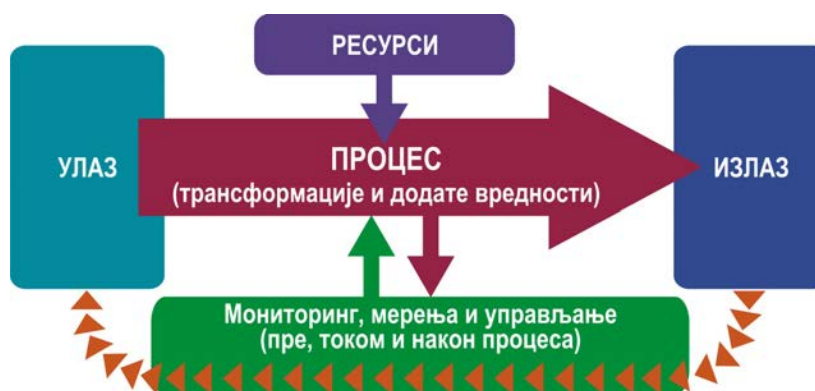 РЕСУРСИ
УЛАЗ
ПРОЦЕС
(трансформације и додате вредности)
ИЗЛАЗ
Мониторинг, мерења и управљање
(пре, током и након процеса)